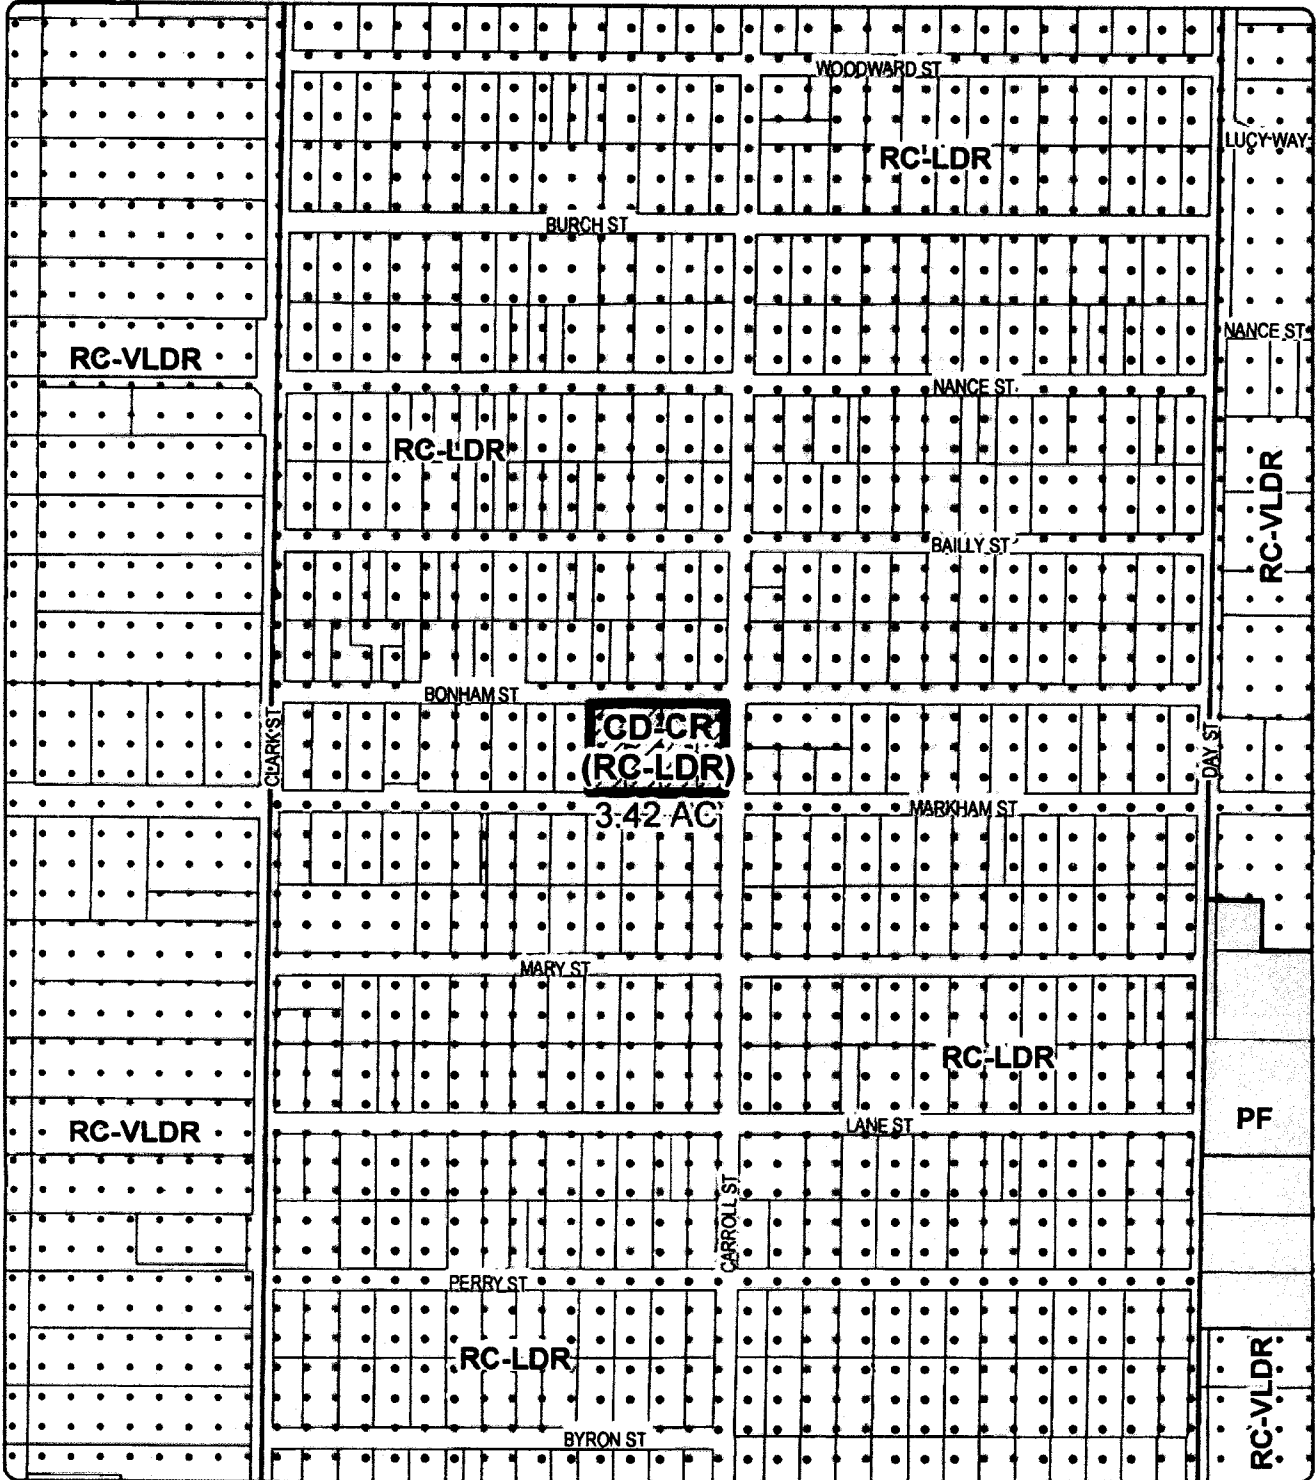 WOODWARD ST
LUCY WAY
RC-LDR
BURCH ST
NANCE ST
RC-VLDR
NANCE ST
RC-LDR
RC-VLDR
BAILLY ST
BONHAM ST
CLARK ST
CD-CR
(RC-LDR)
DAY ST
3.42 AC
MARKHAM ST
MARY ST
RC-LDR
PF
RC-VLDR
LANE ST
CARROLL ST
PERRY ST
RC-LDR
RC-VLDR
BYRON ST